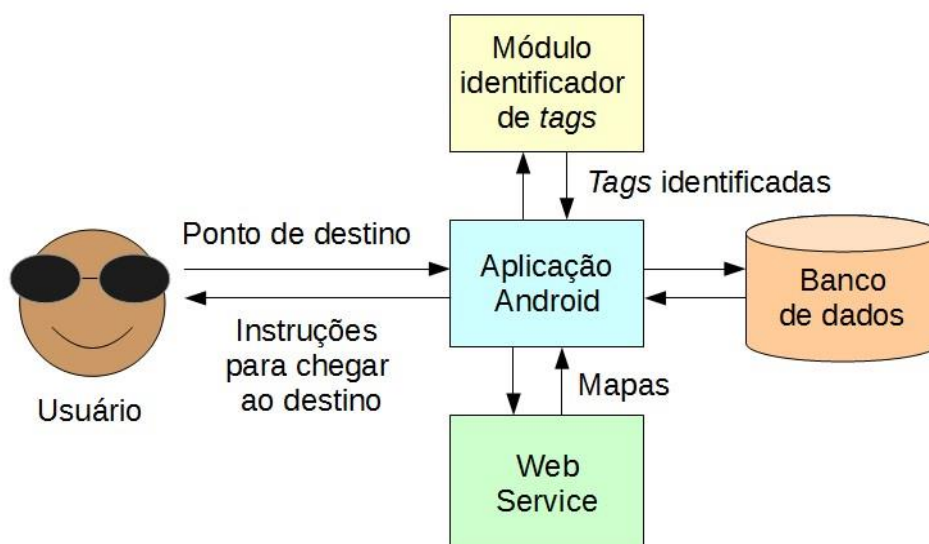 Módulo
identificador
de tags
Tags identificadas
Ponto de destino
Aplicação
Android
Banco
de dados
Instruções
para chegar
ao destino
Usuário
Mapas
Web
Service